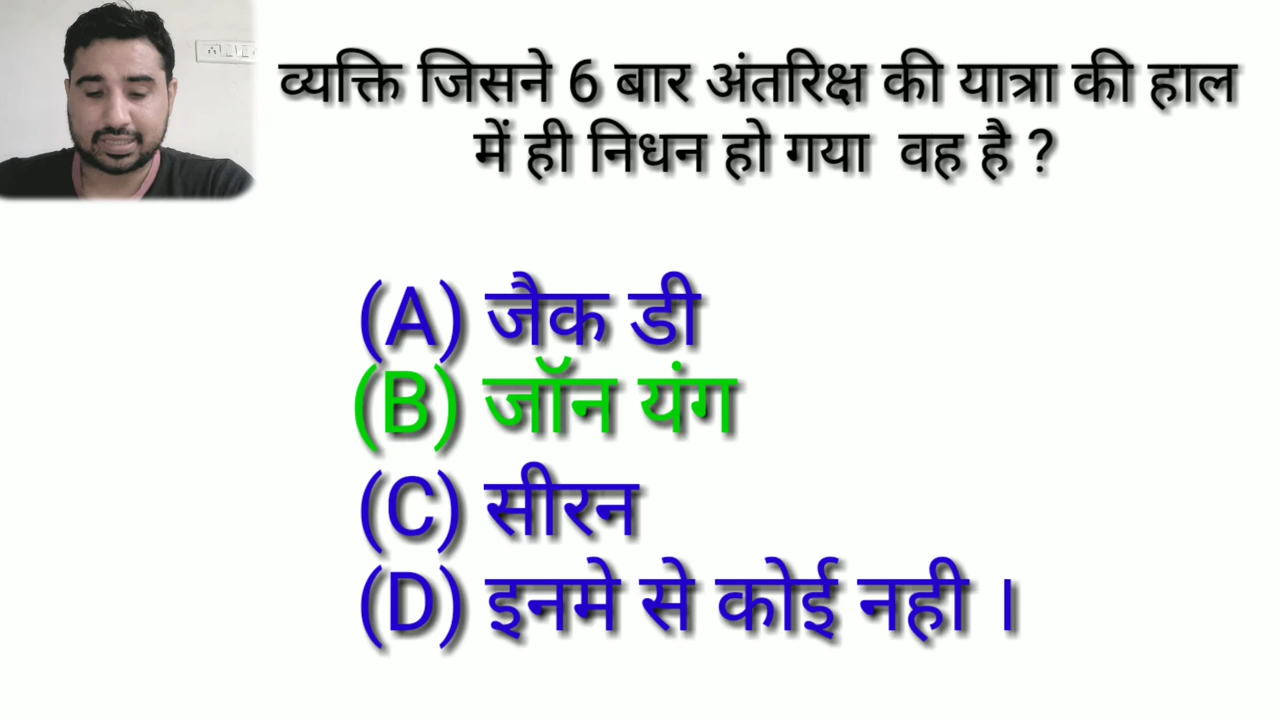 व्यक्ति जिसने 6 बार अंतरिक्ष की यात्रा की हाल
में ही निधन हो गया वह है ?
(A) जैक डी
(B) जॉन यंग
(C) सीरन
(D) इनमे से कोई नही ।